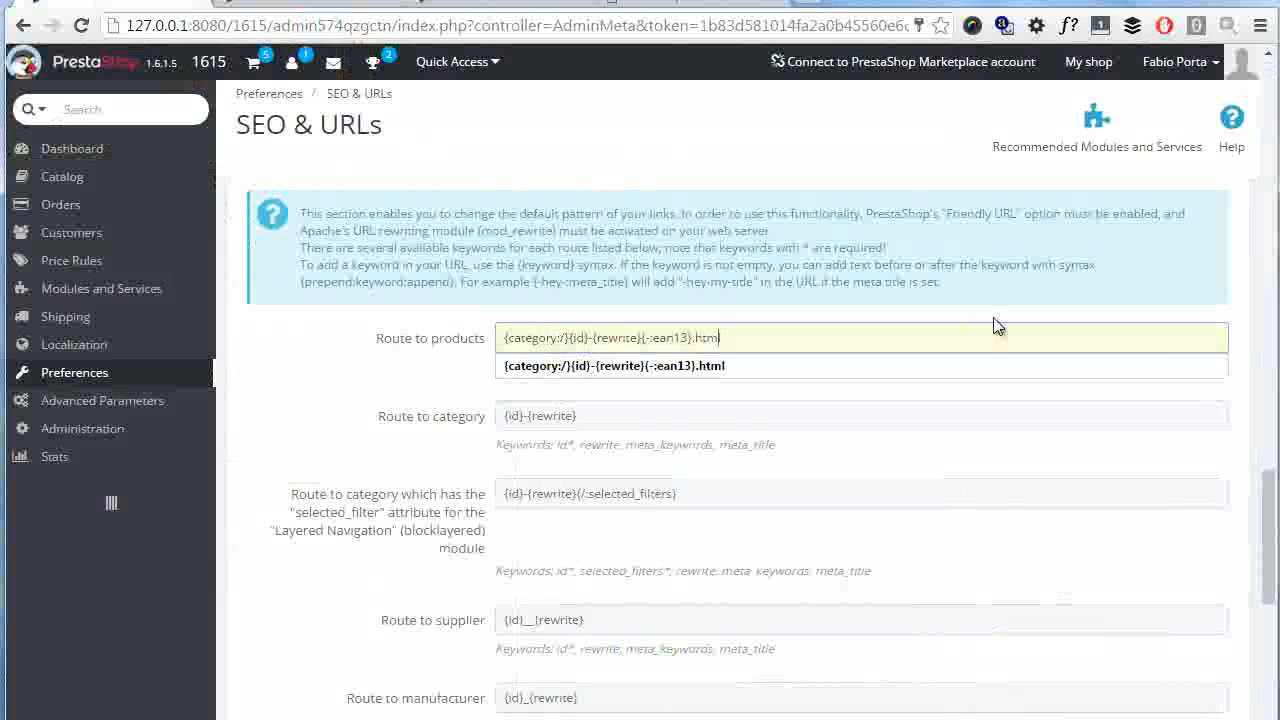 127.0.0.1:8080/1615/admin574qzgctn/index.php?controller=AdminMeta&token=1b83d581014fa2a0b45560e6c
PrestaShop 1.6.1.5 1615 5 1 2 Quick Access Connect to PrestaShop Marketplace account My shop Fabio Porta
Search
Dashboard
Catalog
Orders
Customers
Price Rules
Modules and Services
Shipping
Localization
Preferences
Advanced Parameters
Administration
Stats
Preferences / SEO & URLs
SEO & URLs
Recommended Modules and Services
Help
This section enables you to change the default pattern of your links. In order to use this functionality, PrestaShop's "Friendly URL" option must be enabled, and
Apache's URL rewriting module (mod_rewrite) must be activated on your web server.
There are several available keywords for each route listed below; note that keywords with * are required!
To add a keyword in your URL, use the {keyword} syntax. If the keyword is not empty, you can add text before or after the keyword with syntax
{prepend:keyword:append}. For example {-hey-:meta_title} will add "-hey-my-title" in the URL if the meta title is set.
Route to products {category:/}{id}-{rewrite}{-:ean13}.html
{category:/}{id}-{rewrite}{-:ean13}.html
Route to category {id}-{rewrite}
Keywords: id*, rewrite, meta_keywords, meta_title
Route to category which has the {id}-{rewrite}{/:selected_filters}
"selected_filter" attribute for the
"Layered Navigation" (blocklayered)
module
Keywords: id*, selected_filters*, rewrite, meta_keywords, meta_title
Route to supplier {id}__{rewrite}
Keywords: id*, rewrite, meta_keywords, meta_title
Route to manufacturer {id}_{rewrite}